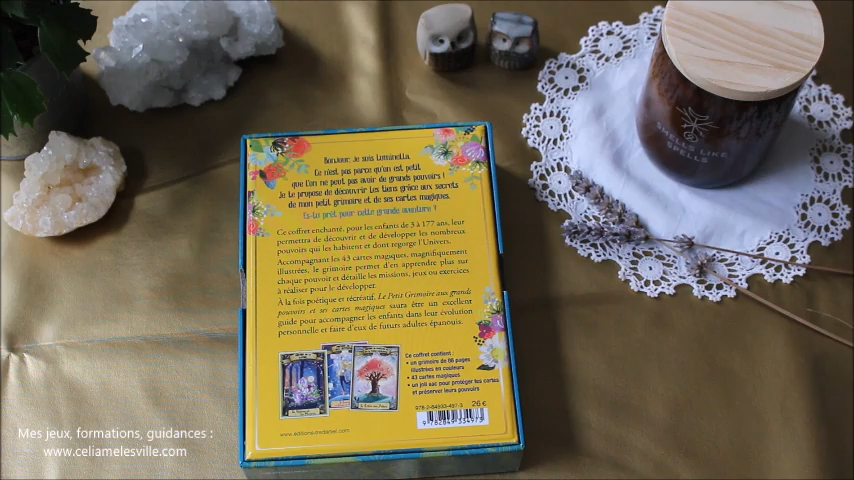 Bonjour, Je suis Luminella.
Ce n'est pas parce qu'on est petit
que l'on ne peut pas avoir de grands pouvoirs !
Je te propose de découvrir les tiens grâce aux secrets
de mon petit grimoire et de ses cartes magiques.
Es-tu prêt pour cette grande aventure ?
Ce coffret enchanté, pour les enfants de 3 à 177 ans, leur
permettra de découvrir et de développer les nombreux
pouvoirs qui les habitent et dont regorge l'Univers.
Accompagnant les 43 cartes magiques, magnifiquement
illustrées, le grimoire permet d'en apprendre plus sur
chaque pouvoir et détaille les missions, jeux ou exercices
à réaliser pour le développer.
À la fois poétique et récréatif, Le Petit Grimoire aux grands
pouvoirs et ses cartes magiques saura être un excellent
guide pour accompagner les enfants dans leur évolution
personnelle et faire d'eux de futurs adultes épanouis.
Ce coffret contient :
• un grimoire de 88 pages
illustrées en couleurs
• 43 cartes magiques
• un joli sac pour protéger tes cartes
et préserver leurs pouvoirs
978-2-84933-497-3 26 €
9782849334973
SMELLS LIKE
SPELLS
Mes jeux, formations, guidances :
www.celiamelesville.com